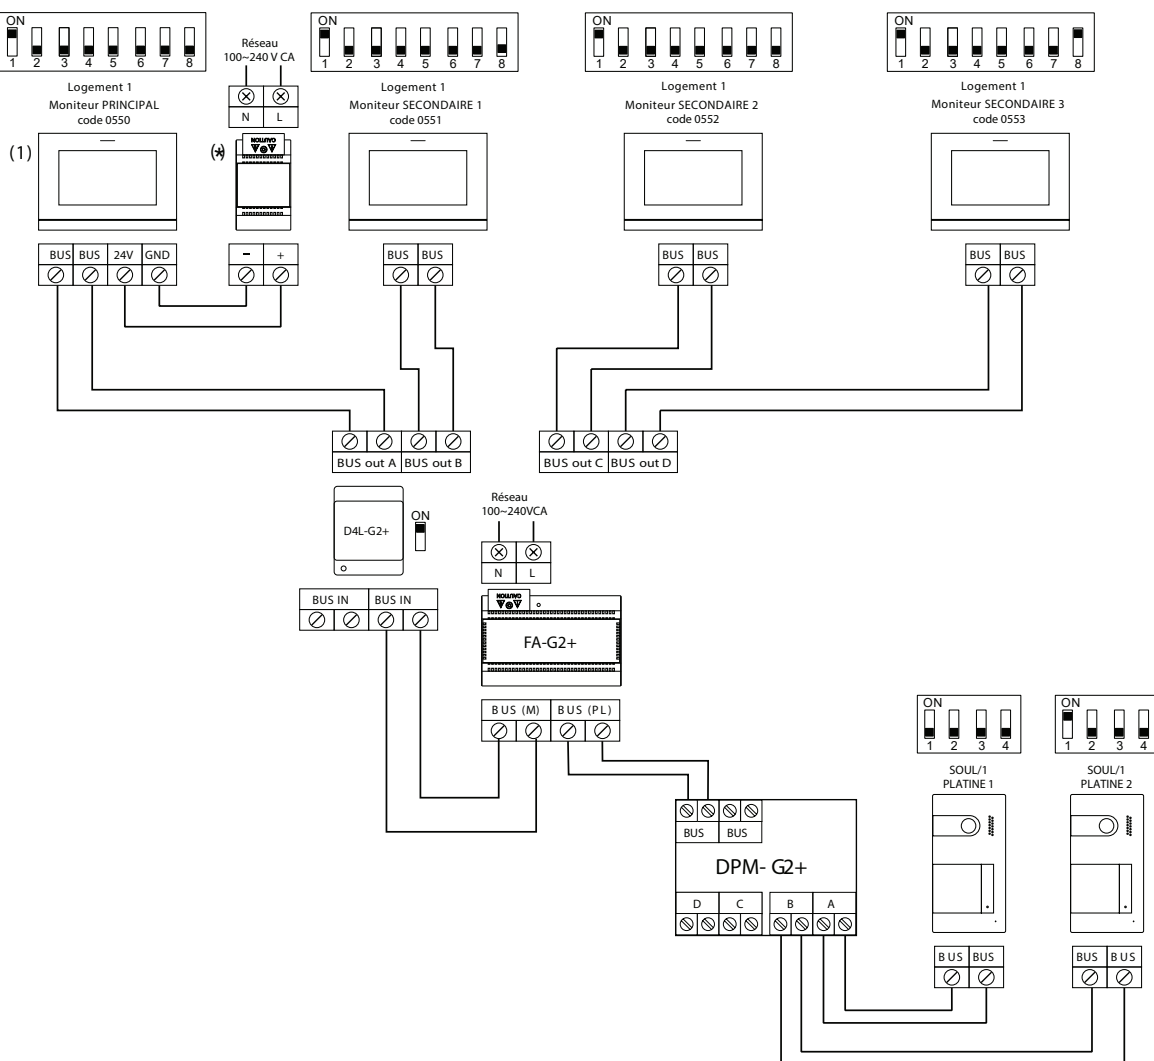 ON
1 2 3 4 5 6 7 8
Logement 1
Moniteur PRINCIPAL
code 0550
(1)
Réseau
100~240 V CA
N L
(*)
CAUTION
- +
BUS BUS 24V GND
ON
1 2 3 4 5 6 7 8
Logement 1
Moniteur SECONDAIRE 1
code 0551
BUS BUS
ON
1 2 3 4 5 6 7 8
Logement 1
Moniteur SECONDAIRE 2
code 0552
BUS BUS
ON
1 2 3 4 5 6 7 8
Logement 1
Moniteur SECONDAIRE 3
code 0553
BUS BUS
BUS out A BUS out B
BUS out C BUS out D
D4L-G2+
ON
BUS IN BUS IN
Réseau
100~240VCA
N L
CAUTION
FA-G2+
BUS (M) BUS (PL)
BUS BUS
DPM- G2+
D C B A
ON
1 2 3 4
SOUL/1
PLATINE 1
BUS BUS
ON
1 2 3 4
SOUL/1
PLATINE 2
BUS BUS